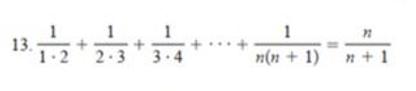 13. 1/(1·2) + 1/(2·3) + 1/(3·4) + ··· + 1/(n(n + 1)) = n/(n + 1)